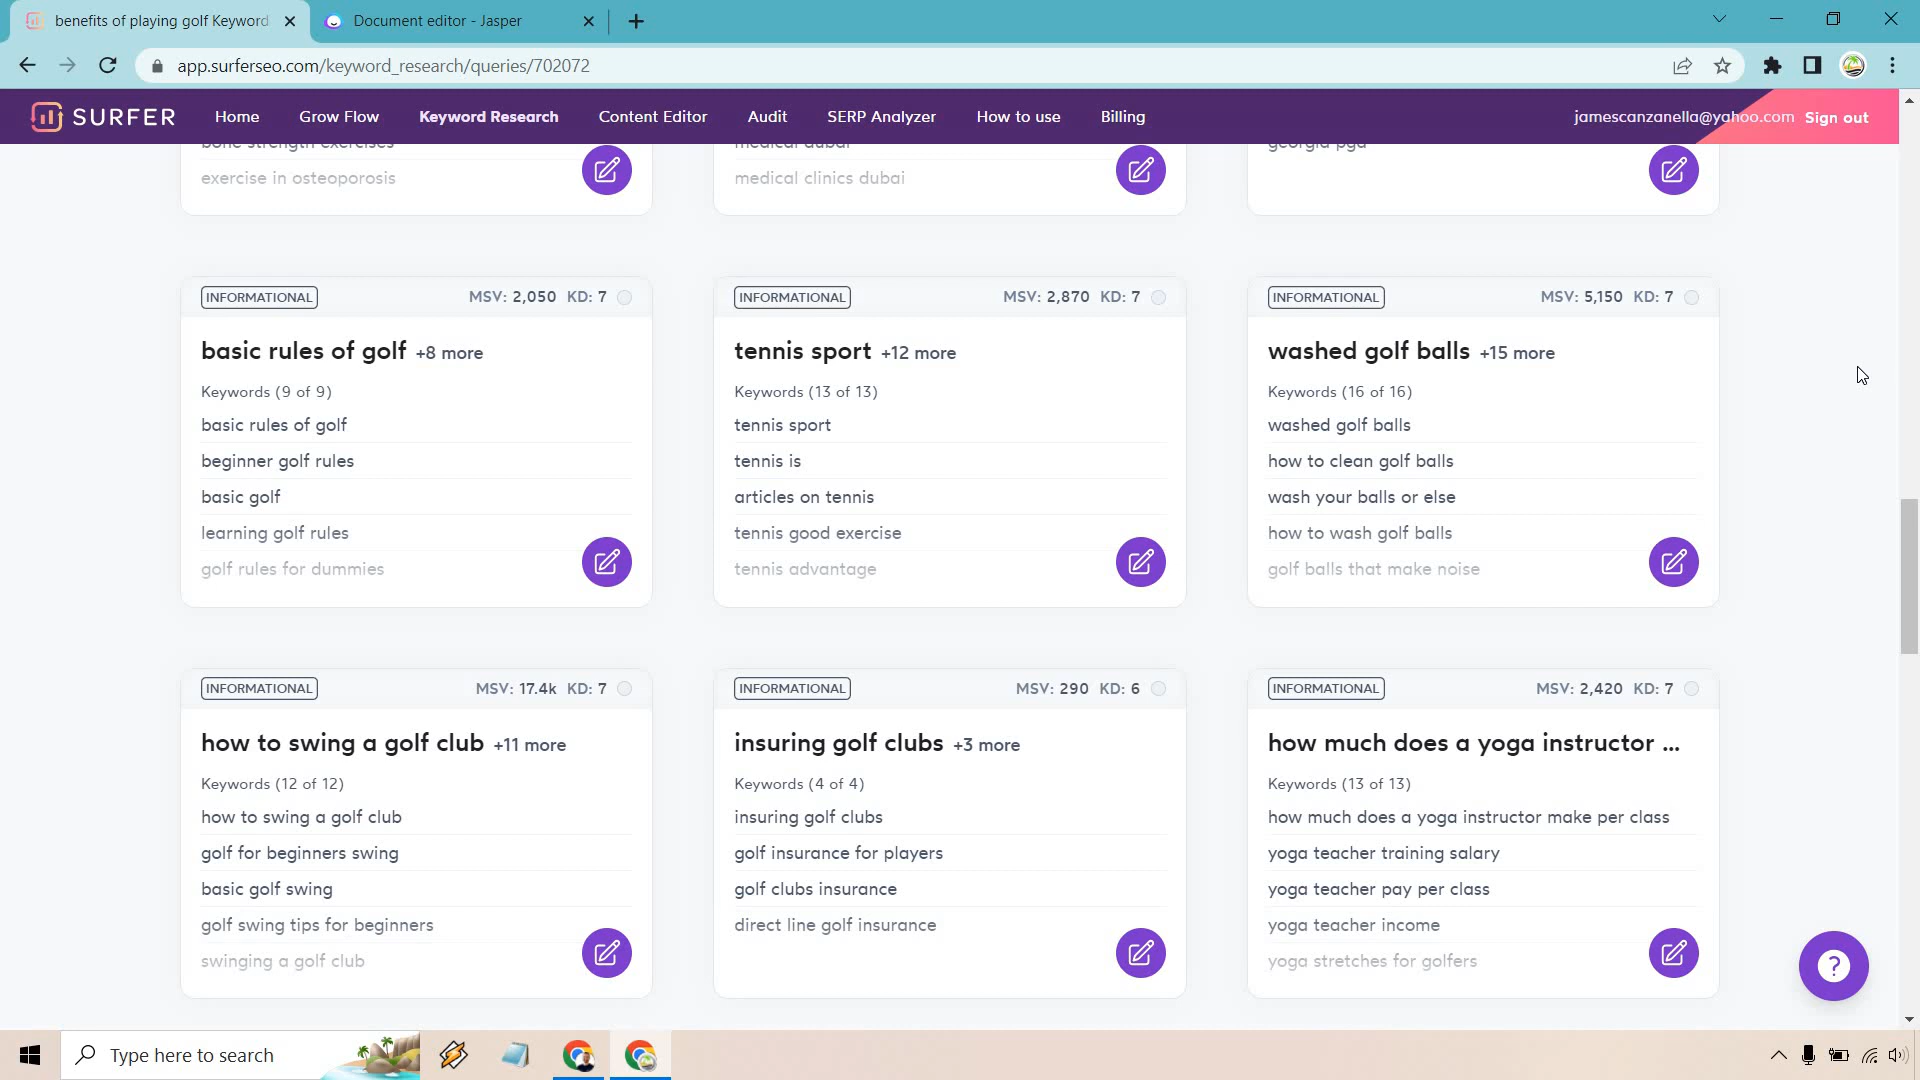 benefits of playing golf Keyword
Document editor - Jasper
app.surferseo.com/keyword_research/queries/702072
SURFER
Home
Grow Flow
Keyword Research
Content Editor
Audit
SERP Analyzer
How to use
Billing
jamescanzanella@yahoo.com
Sign out
bone strength exercises
medical dubai
georgia pga
exercise in osteoporosis
medical clinics dubai
INFORMATIONAL
MSV: 2,050 KD: 7
basic rules of golf +8 more
Keywords (9 of 9)
basic rules of golf
beginner golf rules
basic golf
learning golf rules
golf rules for dummies
INFORMATIONAL
MSV: 2,870 KD: 7
tennis sport +12 more
Keywords (13 of 13)
tennis sport
tennis is
articles on tennis
tennis good exercise
tennis advantage
INFORMATIONAL
MSV: 5,150 KD: 7
washed golf balls +15 more
Keywords (16 of 16)
washed golf balls
how to clean golf balls
wash your balls or else
how to wash golf balls
golf balls that make noise
INFORMATIONAL
MSV: 17.4k KD: 7
how to swing a golf club +11 more
Keywords (12 of 12)
how to swing a golf club
golf for beginners swing
basic golf swing
golf swing tips for beginners
swinging a golf club
INFORMATIONAL
MSV: 290 KD: 6
insuring golf clubs +3 more
Keywords (4 of 4)
insuring golf clubs
golf insurance for players
golf clubs insurance
direct line golf insurance
INFORMATIONAL
MSV: 2,420 KD: 7
how much does a yoga instructor ...
Keywords (13 of 13)
how much does a yoga instructor make per class
yoga teacher training salary
yoga teacher pay per class
yoga teacher income
yoga stretches for golfers
?
Type here to search